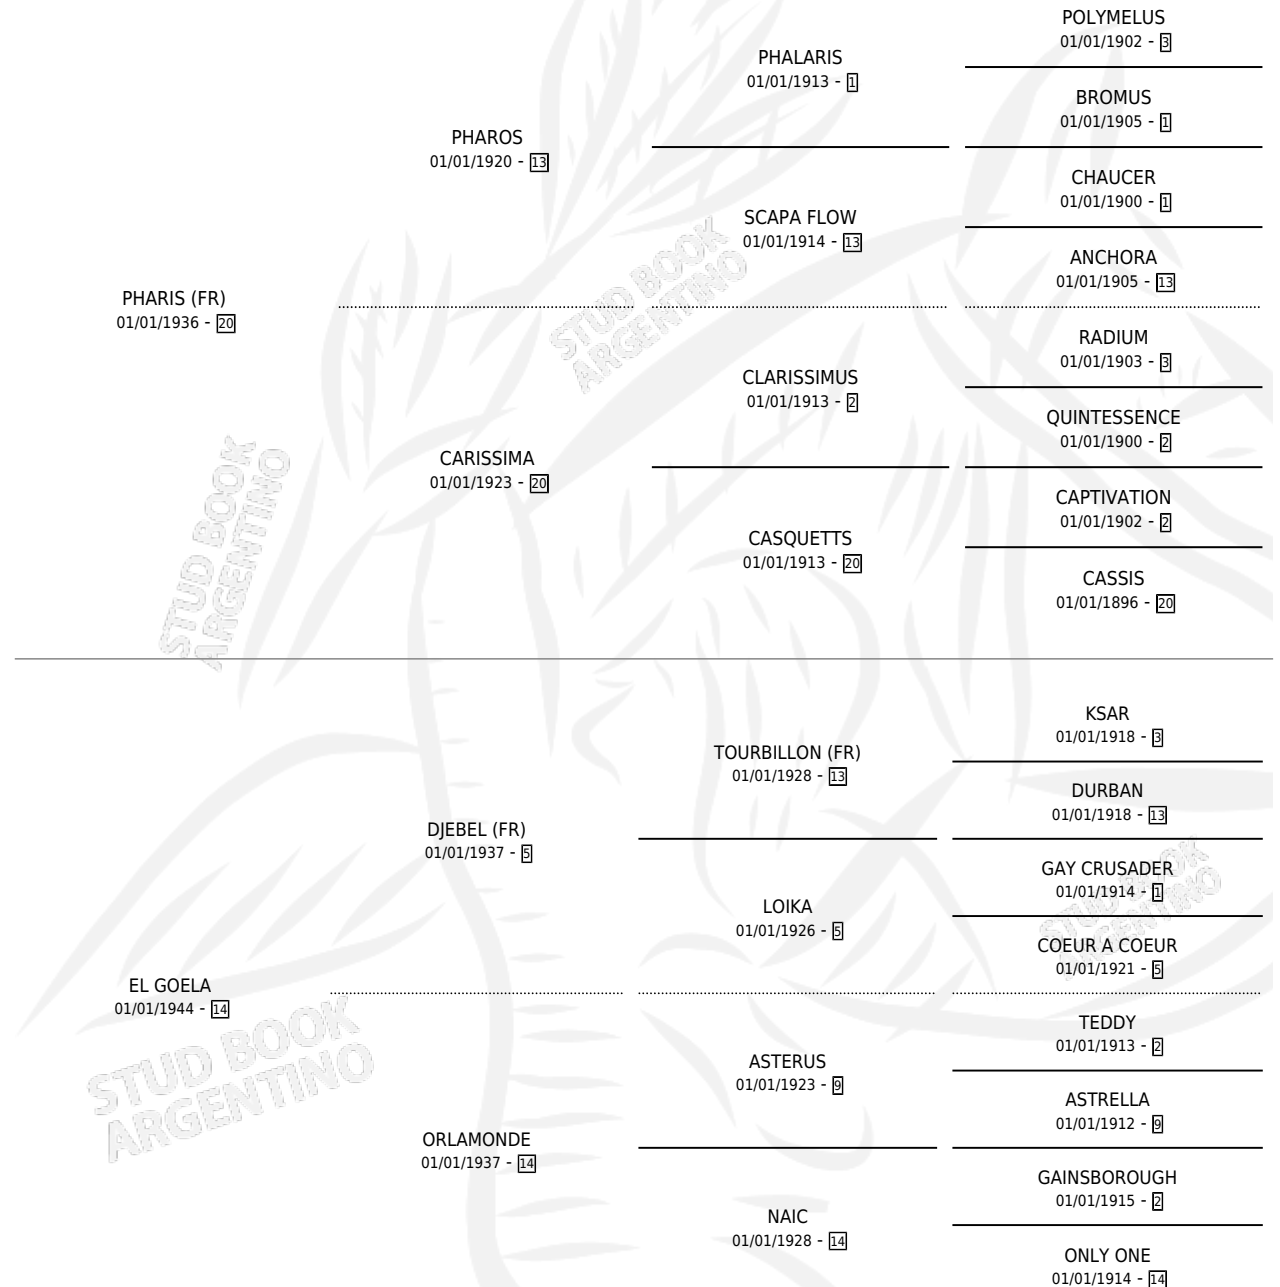 POLYMELUS
01/01/1902 - 3
PHALARIS
01/01/1913 - 1
BROMUS
01/01/1905 - 1
PHAROS
01/01/1920 - 13
CHAUCER
01/01/1900 - 1
SCAPA FLOW
01/01/1914 - 13
ANCHORA
01/01/1905 - 13
PHARIS (FR)
01/01/1936 - 20
RADIUM
01/01/1903 - 3
CLARISSIMUS
01/01/1913 - 2
QUINTESSENCE
01/01/1900 - 2
CARISSIMA
01/01/1923 - 20
CAPTIVATION
01/01/1902 - 2
CASQUETTS
01/01/1913 - 20
CASSIS
01/01/1896 - 20
STUD BOOK
ARGENTINO
STUD BOOK
ARGENTINO
KSAR
01/01/1918 - 3
TOURBILLON (FR)
01/01/1928 - 13
DURBAN
01/01/1918 - 13
DJEBEL (FR)
01/01/1937 - 5
GAY CRUSADER
01/01/1914 - 1
LOIKA
01/01/1926 - 5
COEUR A COEUR
01/01/1921 - 5
STUD BOOK
ARGENTINO
EL GOELA
01/01/1944 - 14
TEDDY
01/01/1913 - 2
ASTERUS
01/01/1923 - 9
ASTRELLA
01/01/1912 - 9
ORLAMONDE
01/01/1937 - 14
GAINSBOROUGH
01/01/1915 - 2
NAIC
01/01/1928 - 14
ONLY ONE
01/01/1914 - 14
STUD BOOK
ARGENTINO